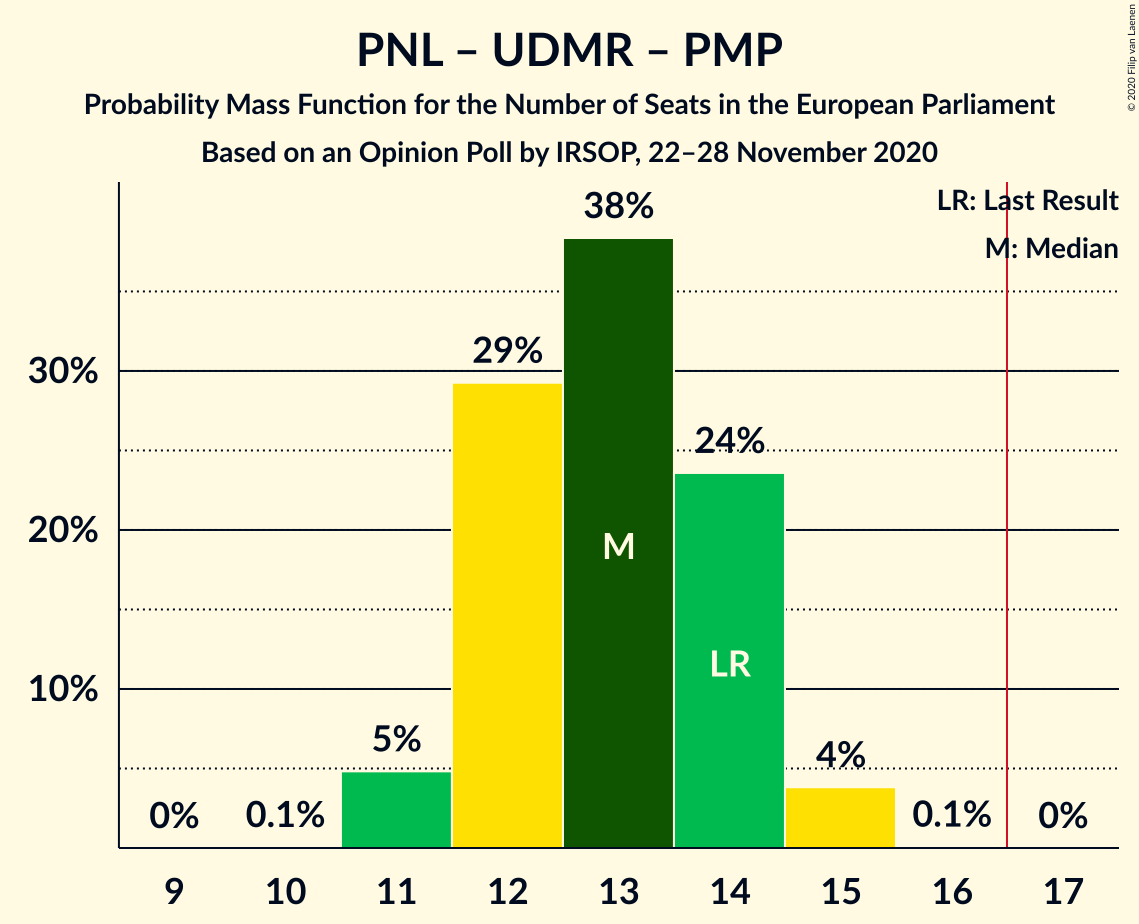 PNL – UDMR – PMP
Probability Mass Function for the Number of Seats in the European Parliament
Based on an Opinion Poll by IRSOP, 22–28 November 2020
© 2020 Filip van Laenen
LR: Last Result
M: Median
38%
29%
30%
24%
20%
M
LR
10%
5%
4%
0%
0.1%
0.1%
0%
9 10 11 12 13 14 15 16 17